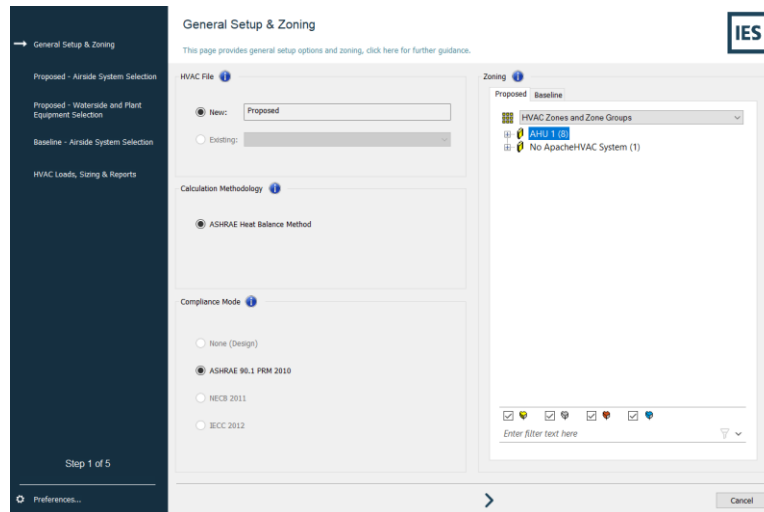 General Setup & Zoning
Proposed - Airside System Selection
Proposed - Waterside and Plant
Equipment Selection
Baseline - Airside System Selection
HVAC Loads, Sizing & Reports
Step 1 of 5
Preferences...
General Setup & Zoning
This page provides general setup options and zoning, click here for further guidance.
IES
HVAC File
New: Proposed
Existing:
Calculation Methodology
ASHRAE Heat Balance Method
Compliance Mode
None (Design)
ASHRAE 90.1 PRM 2010
NECB 2011
IECC 2012
Zoning
Proposed Baseline
HVAC Zones and Zone Groups
AHU 1 (8)
No ApacheHVAC System (1)
Enter filter text here
Cancel